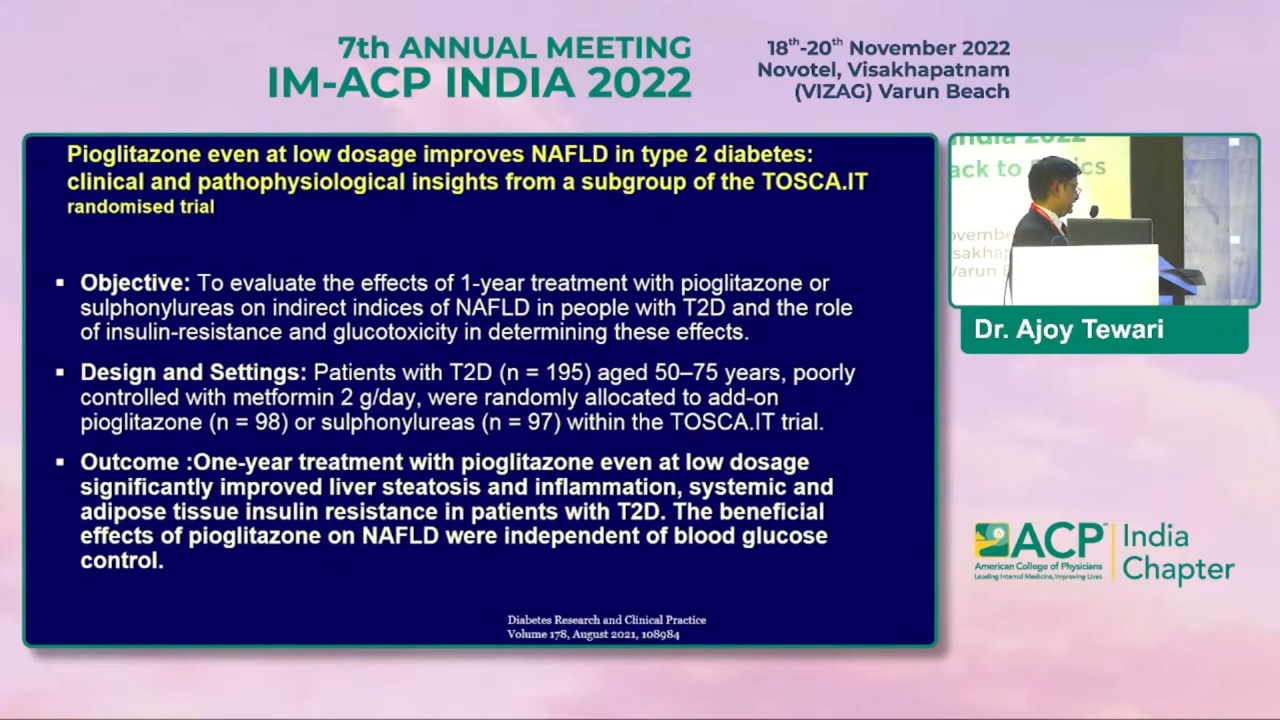 7th ANNUAL MEETING
IM-ACP INDIA 2022
18th-20th November 2022
Novotel, Visakhapatnam
(VIZAG) Varun Beach
Pioglitazone even at low dosage improves NAFLD in type 2 diabetes:
clinical and pathophysiological insights from a subgroup of the TOSCA.IT
randomised trial
▪ Objective: To evaluate the effects of 1-year treatment with pioglitazone or
sulphonylureas on indirect indices of NAFLD in people with T2D and the role
of insulin-resistance and glucotoxicity in determining these effects.
▪ Design and Settings: Patients with T2D (n = 195) aged 50–75 years, poorly
controlled with metformin 2 g/day, were randomly allocated to add-on
pioglitazone (n = 98) or sulphonylureas (n = 97) within the TOSCA.IT trial.
▪ Outcome :One-year treatment with pioglitazone even at low dosage
significantly improved liver steatosis and inflammation, systemic and
adipose tissue insulin resistance in patients with T2D. The beneficial
effects of pioglitazone on NAFLD were independent of blood glucose
control.
Diabetes Research and Clinical Practice
Volume 178, August 2021, 108984
India 2022
ack to
cs
ovembe
isakhap
Varun
Dr. Ajoy Tewari
ACP
American College of Physicians
Leading Internal Medicine, Improving Lives
India
Chapter